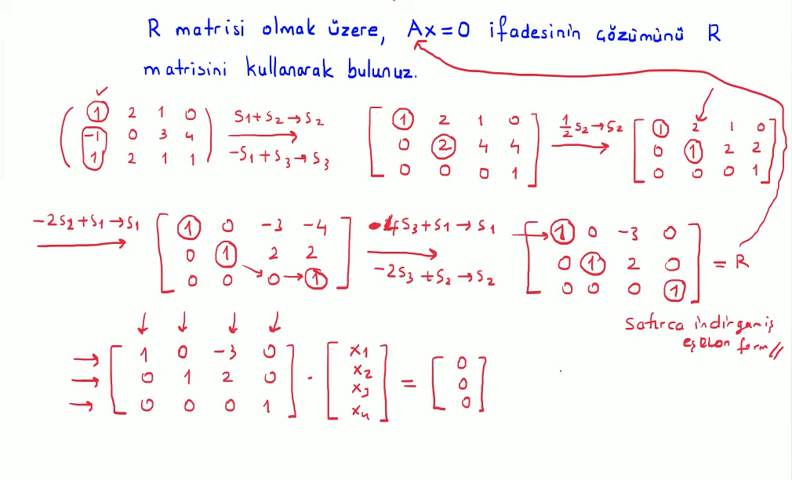 R matrisi olmak üzere, Ax=0 ifadesinin çözümünü R
matrisini kullanarak bulunuz.
1 2 1 0 S1+S2→S2 1 2 1 0 1/2 S2→S2 1 2 1 0
-1 0 3 4 0 2 4 4 0 1 2 2
1 2 1 1 -S1+S3→S3 0 0 0 1 0 0 0 1
-2S2+S1→S1 1 0 -3 -4 4S3+S1→S1 1 0 -3 0
0 1 2 2 0 1 2 0 = R
0 0 0 1 -2S3+S2→S2 0 0 0 1
Satırca indirgenmiş
eşelon form//
1 0 -3 0 x1 0
0 1 2 0 · x2 = 0
0 0 0 1 x3 0
x4